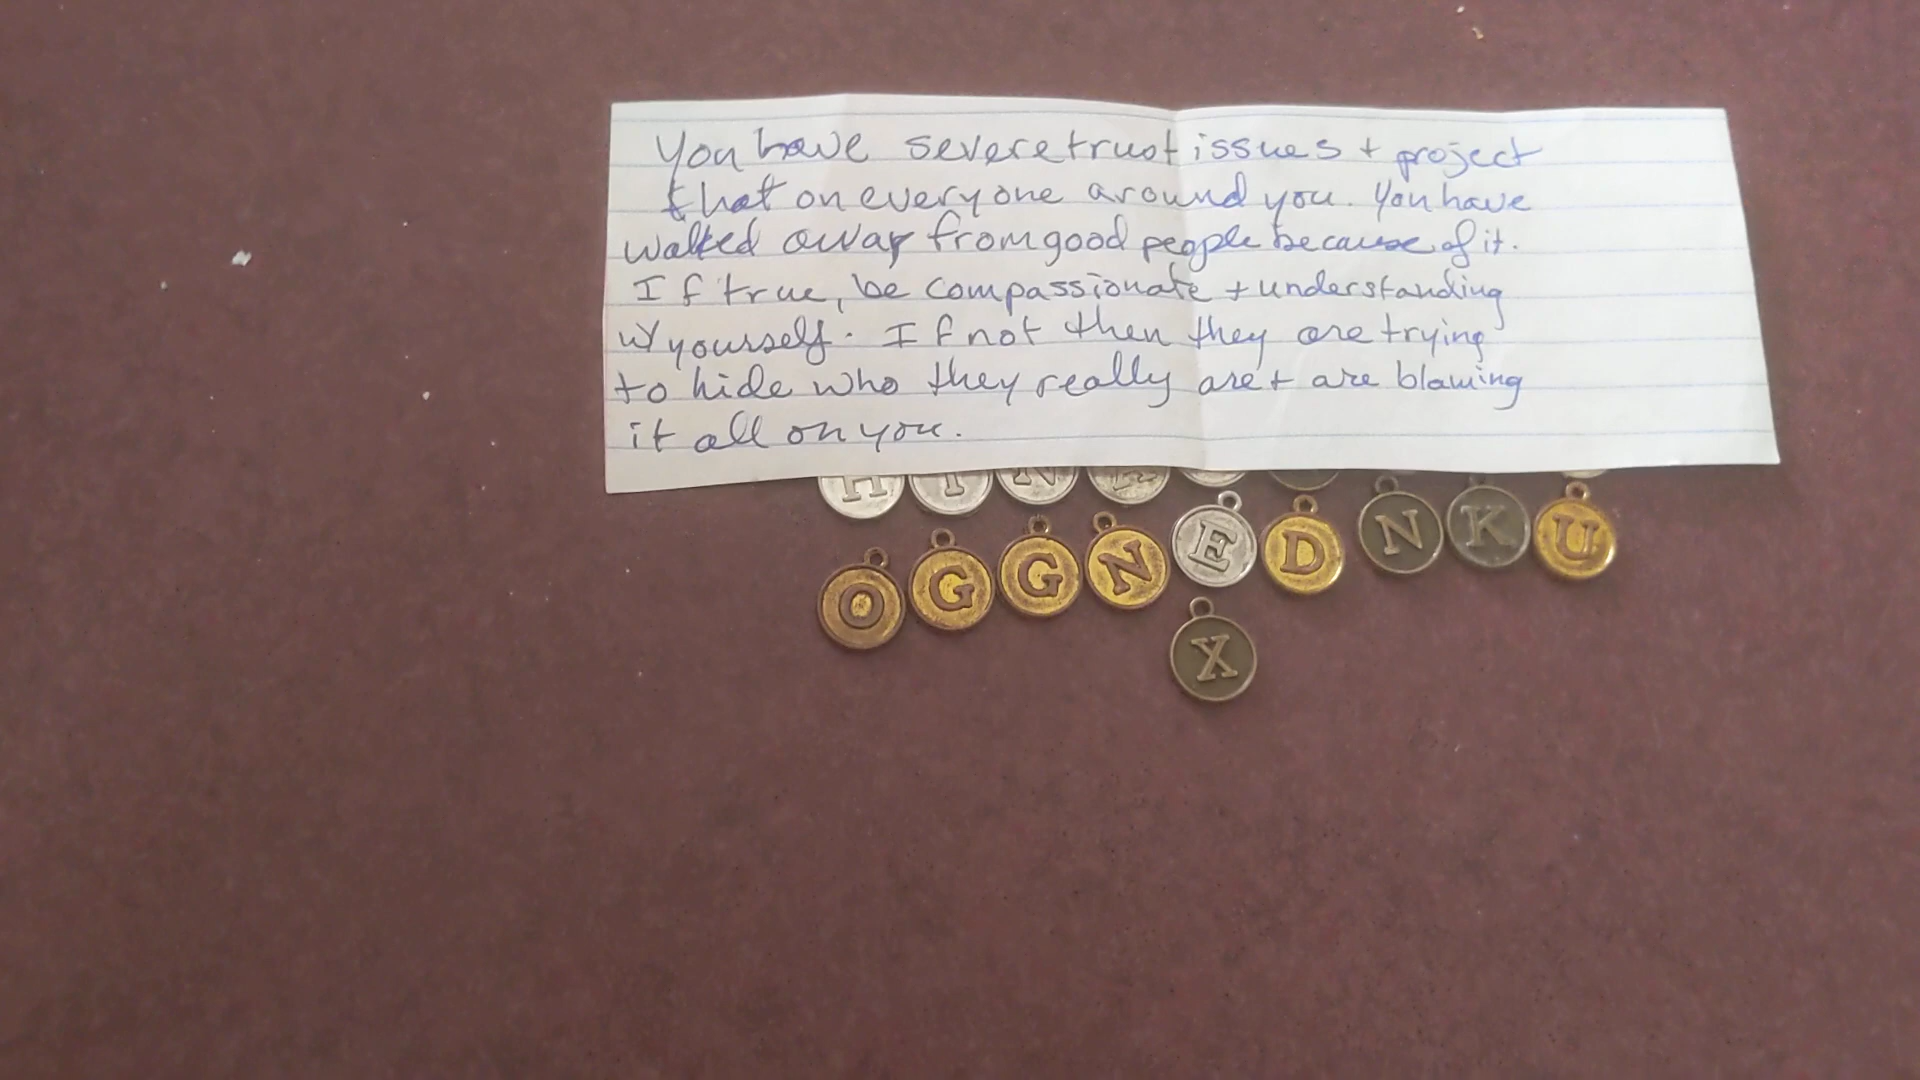 You have severe trust issues + project
that on everyone around you. You have
walked away from good people because of it.
If true, be compassionate + understanding
w/ yourself. If not then they are trying
to hide who they really are + are blaming
it all on you.
H I N
O G G N E D N K U
X